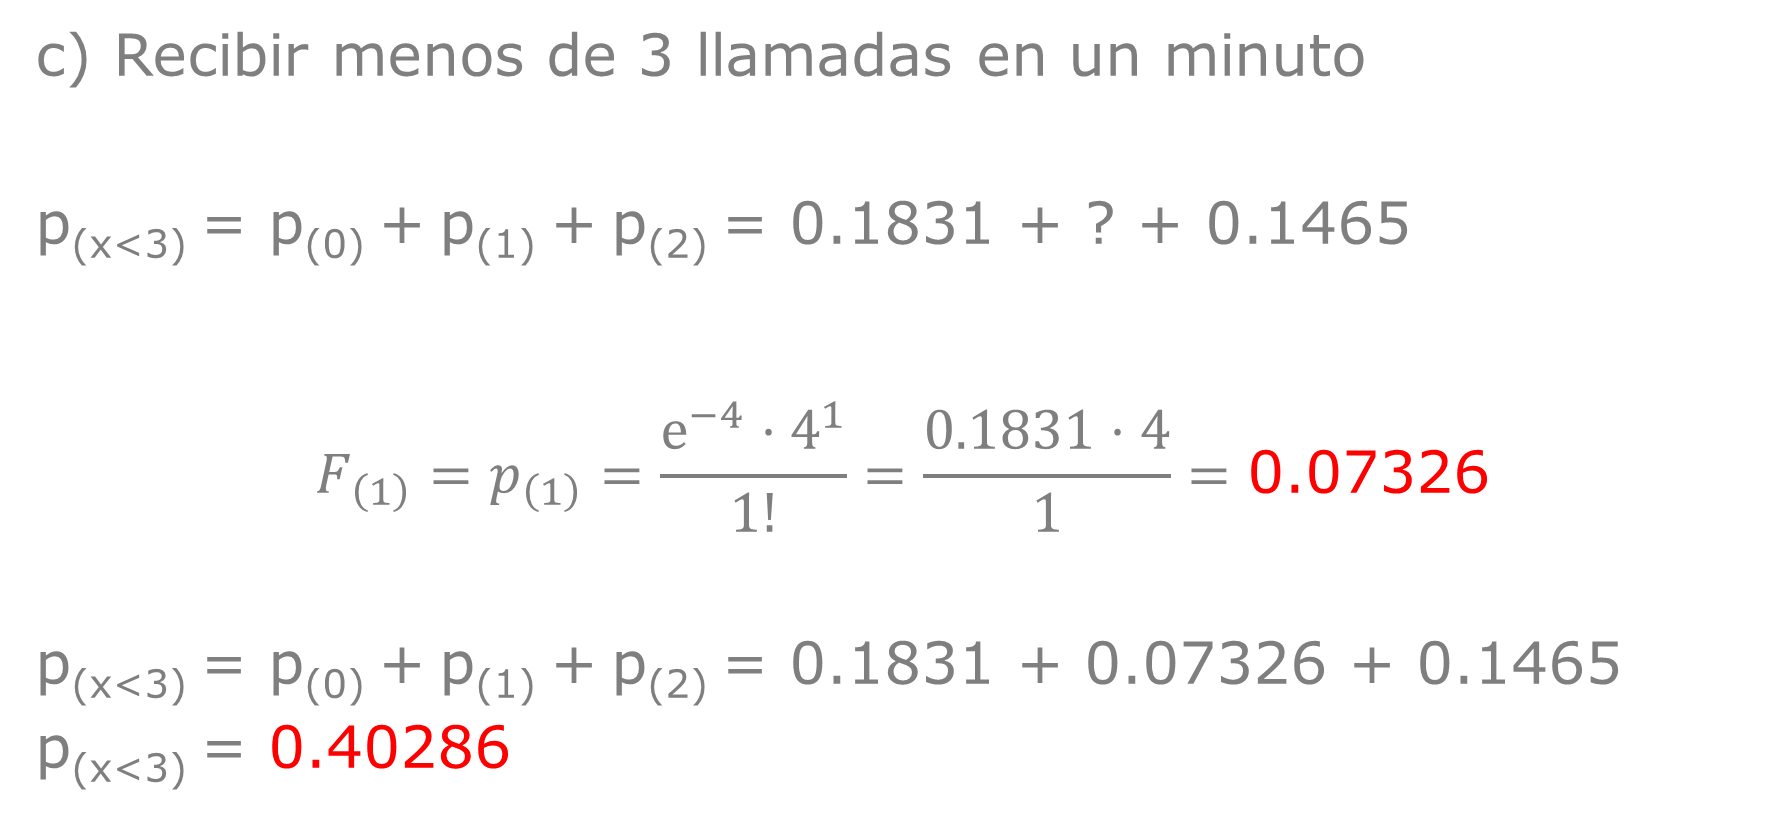 c) Recibir menos de 3 llamadas en un minuto
p(x<3) = p(0) + p(1) + p(2) = 0.1831 + ? + 0.1465
F(1) = p(1) = e⁻⁴ · 4¹ / 1! = 0.1831 · 4 / 1 = 0.07326
p(x<3) = p(0) + p(1) + p(2) = 0.1831 + 0.07326 + 0.1465
p(x<3) = 0.40286